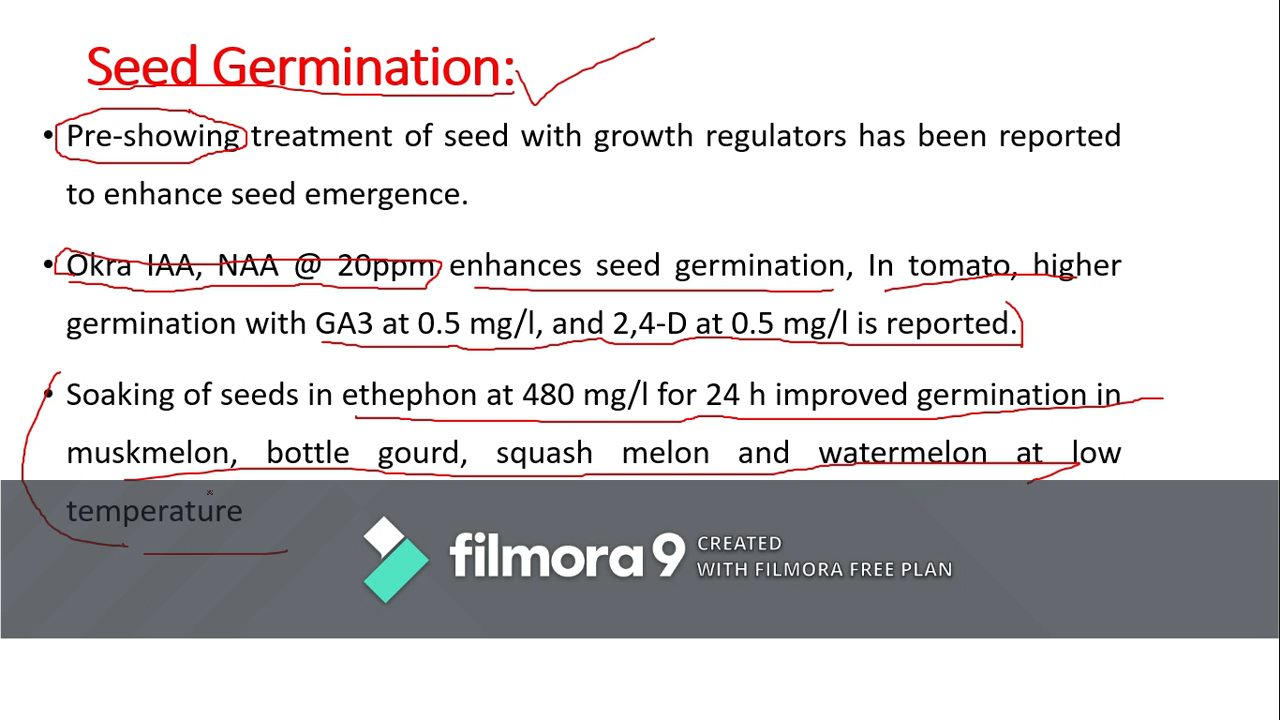 Seed Germination:
• Pre-showing treatment of seed with growth regulators has been reported
to enhance seed emergence.
• Okra IAA, NAA @ 20ppm enhances seed germination, In tomato, higher
germination with GA3 at 0.5 mg/l, and 2,4-D at 0.5 mg/l is reported.
• Soaking of seeds in ethephon at 480 mg/l for 24 h improved germination in
muskmelon, bottle gourd, squash melon and watermelon at low
temperature
filmora 9
CREATED
WITH FILMORA FREE PLAN